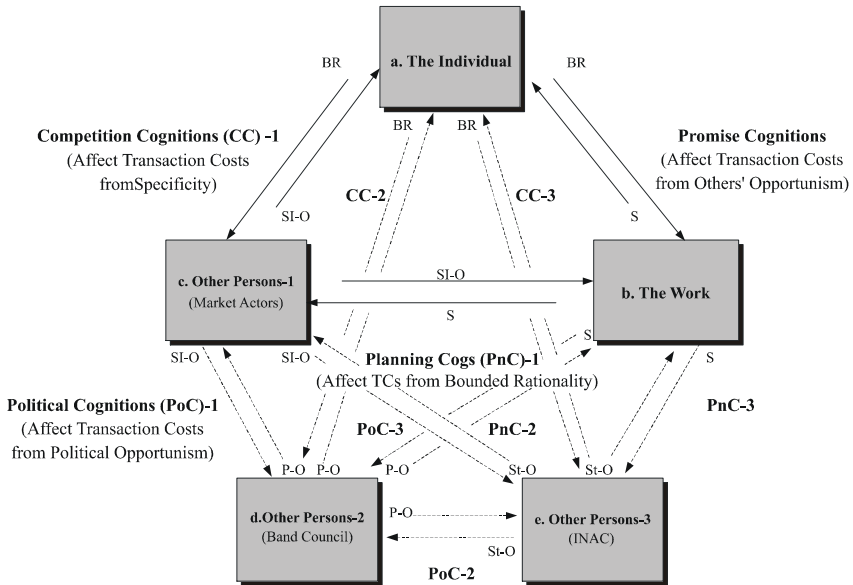 BR
a. The Individual
BR
Competition Cognitions (CC) -1
(Affect Transaction Costs
fromSpecificity)
BR
BR
Promise Cognitions
(Affect Transaction Costs
from Others' Opportunism)
CC-2
CC-3
SI-O
S
c. Other Persons-1
(Market Actors)
SI-O
S
b. The Work
S
SI-O
SI-O
Planning Cogs (PnC)-1
(Affect TCs from Bounded Rationality)
S
Political Cognitions (PoC)-1
(Affect Transaction Costs
from Political Opportunism)
PnC-3
PoC-3
PnC-2
P-O
P-O
P-O
St-O
St-O
d.Other Persons-2
(Band Council)
P-O
St-O
e. Other Persons-3
(INAC)
PoC-2